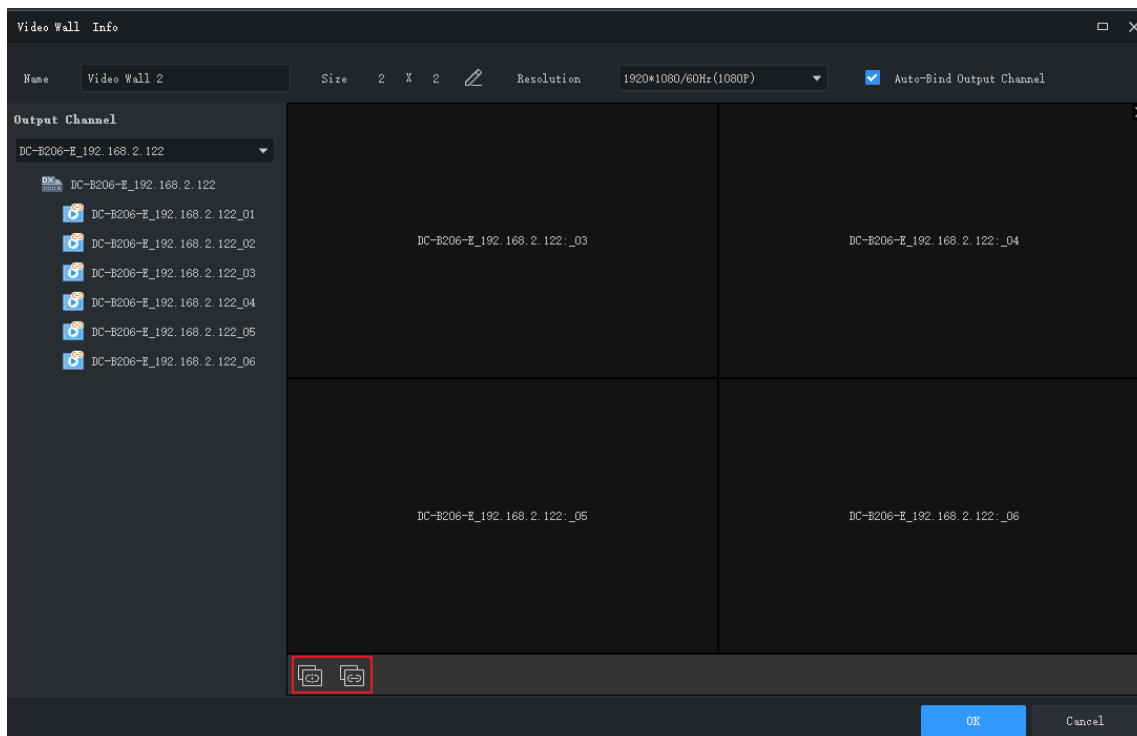 Video Wall Info
Name Video Wall 2 Size 2 X 2 Resolution 1920*1080/60Hz(1080P) Auto-Bind Output Channel
Output Channel
DC-B206-E_192.168.2.122
DC-B206-E_192.168.2.122
DC-B206-E_192.168.2.122_01
DC-B206-E_192.168.2.122_02
DC-B206-E_192.168.2.122_03
DC-B206-E_192.168.2.122_04
DC-B206-E_192.168.2.122_05
DC-B206-E_192.168.2.122_06
DC-B206-E_192.168.2.122:_03
DC-B206-E_192.168.2.122:_04
DC-B206-E_192.168.2.122:_05
DC-B206-E_192.168.2.122:_06
OK Cancel